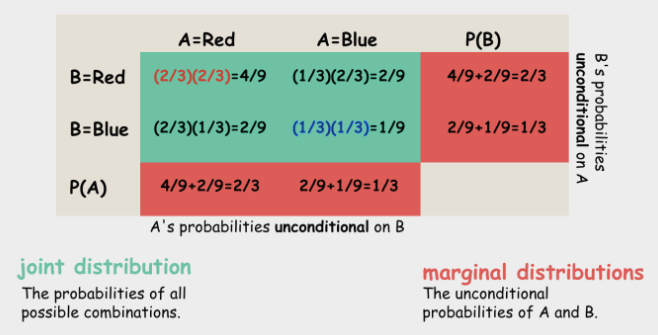 A=Red A=Blue P(B)
B=Red (2/3)(2/3)=4/9 (1/3)(2/3)=2/9 4/9+2/9=2/3
B=Blue (2/3)(1/3)=2/9 (1/3)(1/3)=1/9 2/9+1/9=1/3
P(A) 4/9+2/9=2/3 2/9+1/9=1/3
B's probabilities
unconditional on A
A's probabilities unconditional on B
joint distribution
The probabilities of all
possible combinations.
marginal distributions
The unconditional
probabilities of A and B.